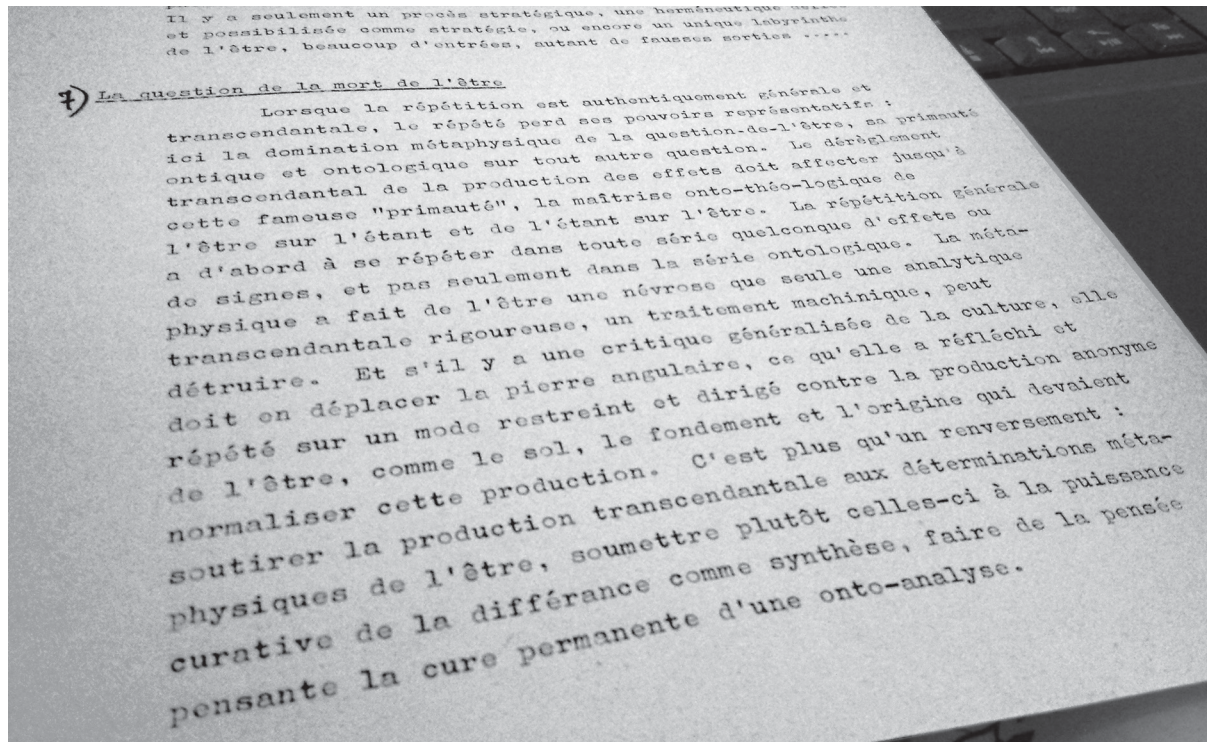 Il y a seulement un procès stratégique, une herméneutique
et possibilisée comme stratégie, ou encore un unique labyrinthe
de l'être, beaucoup d'entrées, autant de fausses sorties .....
7) La question de la mort de l'être
Lorsque la répétition est authentiquement générale et
transcendantale, le répété perd ses pouvoirs représentatifs :
ici la domination métaphysique de la question-de-l'être, sa primauté
ontique et ontologique sur tout autre question. Le dérèglement
transcendantal de la production des effets doit affecter jusqu'à
cette fameuse "primauté", la maîtrise onto-théo-logique de
l'être sur l'étant et de l'étant sur l'être. La répétition générale
a d'abord à se répéter dans toute série quelconque d'effets ou
de signes, et pas seulement dans la série ontologique. La méta-
physique a fait de l'être une névrose que seule une analytique
transcendantale rigoureuse, un traitement machinique, peut
détruire. Et s'il y a une critique généralisée de la culture, elle
doit en déplacer la pierre angulaire, ce qu'elle a réfléchi et
répété sur un mode restreint et dirigé contre la production anonyme
de l'être, comme le sol, le fondement et l'origine qui devaient
normaliser cette production. C'est plus qu'un renversement :
soutirer la production transcendantale aux déterminations méta-
physiques de l'être, soumettre plutôt celles-ci à la puissance
curative de la différance comme synthèse, faire de la pensée
pensante la cure permanente d'une onto-analyse.